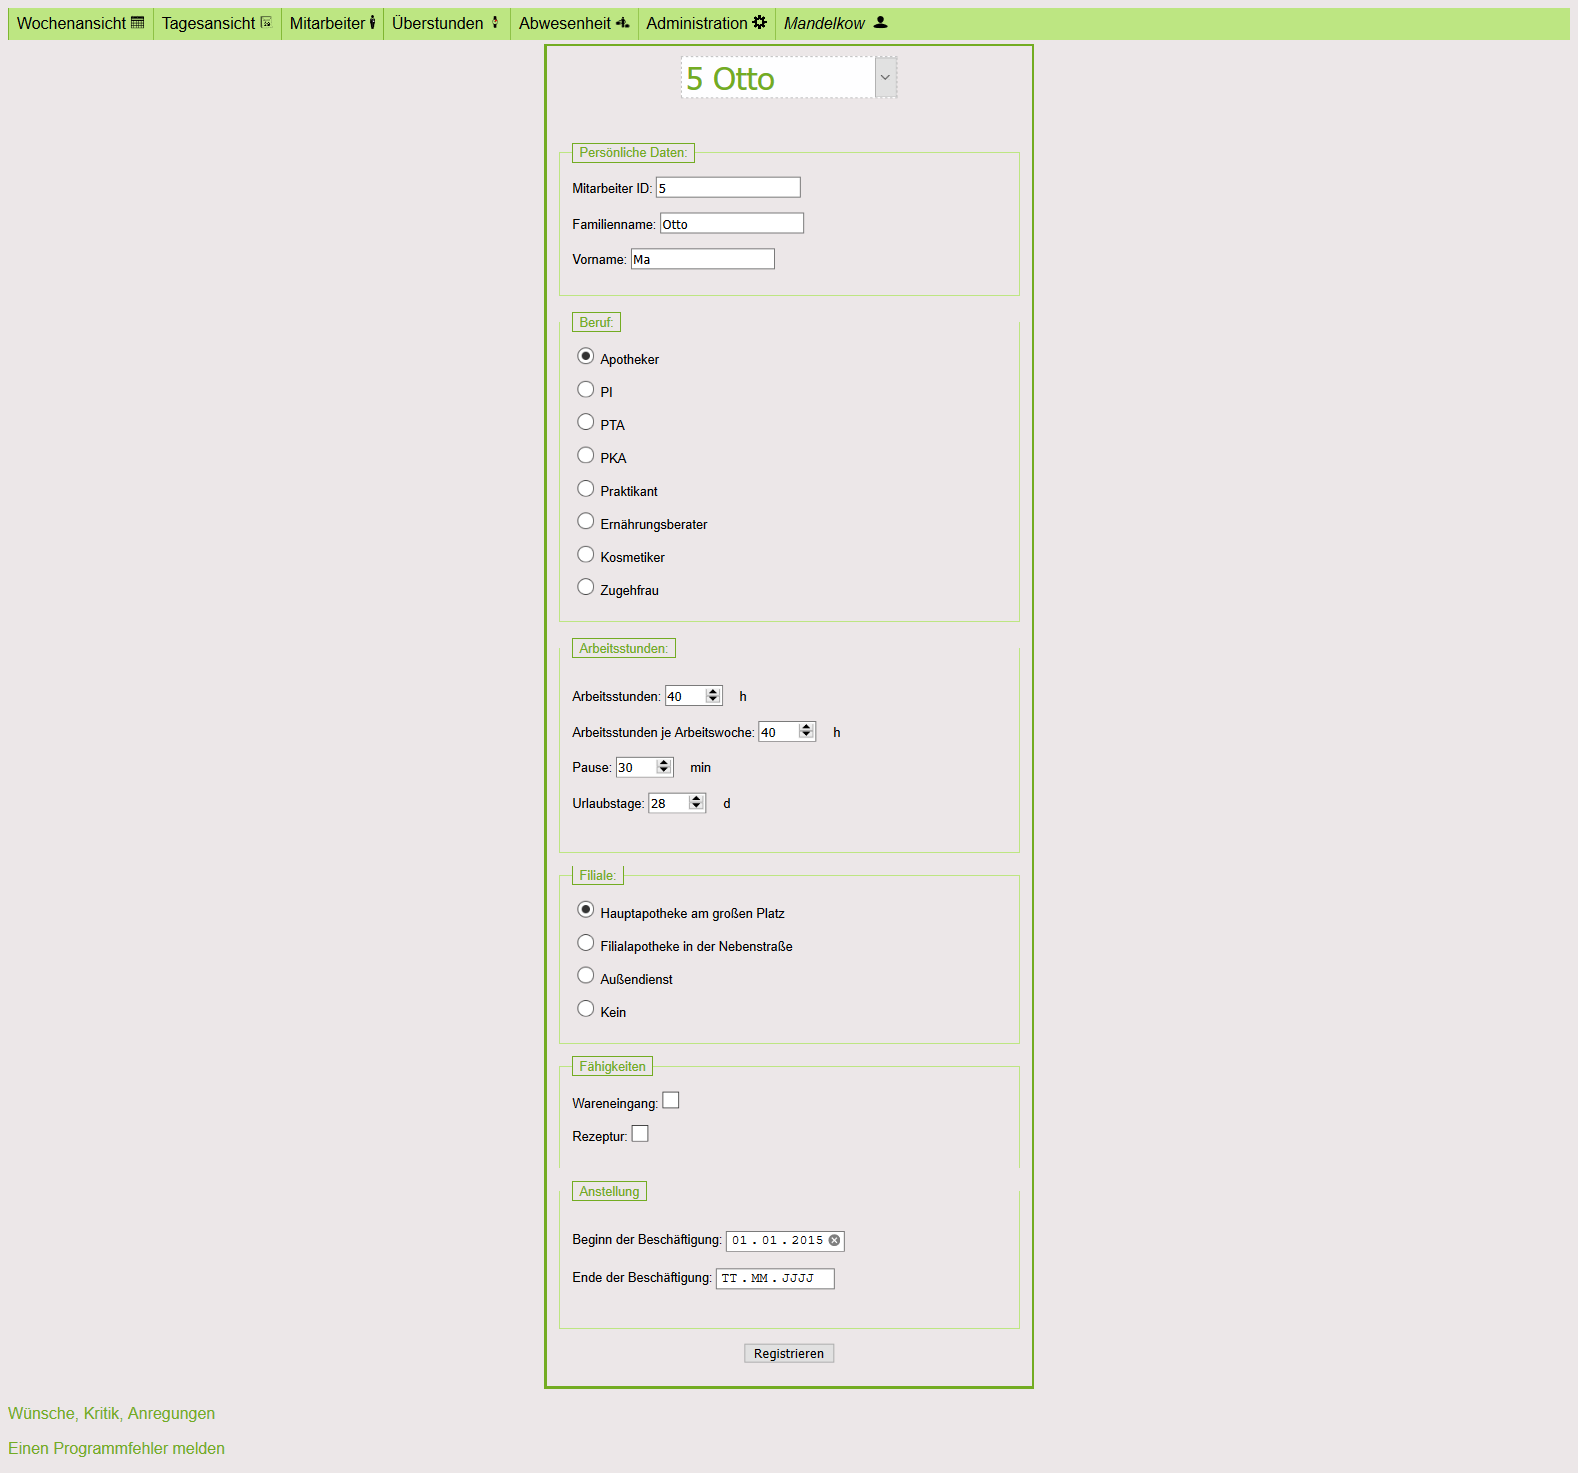 Wochenansicht Tagesansicht Mitarbeiter Überstunden Abwesenheit Administration Mandelkow
5 Otto
Persönliche Daten:
Mitarbeiter ID: 5
Familienname: Otto
Vorname: Ma
Beruf:
Apotheker
PI
PTA
PKA
Praktikant
Ernährungsberater
Kosmetiker
Zugehfrau
Arbeitsstunden:
Arbeitsstunden: 40 h
Arbeitsstunden je Arbeitswoche: 40 h
Pause: 30 min
Urlaubstage: 28 d
Filiale:
Hauptapotheke am großen Platz
Filialapotheke in der Nebenstraße
Außendienst
Kein
Fähigkeiten
Wareneingang:
Rezeptur:
Anstellung
Beginn der Beschäftigung: 01.01.2015
Ende der Beschäftigung: TT.MM.JJJJ
Registrieren
Wünsche, Kritik, Anregungen
Einen Programmfehler melden